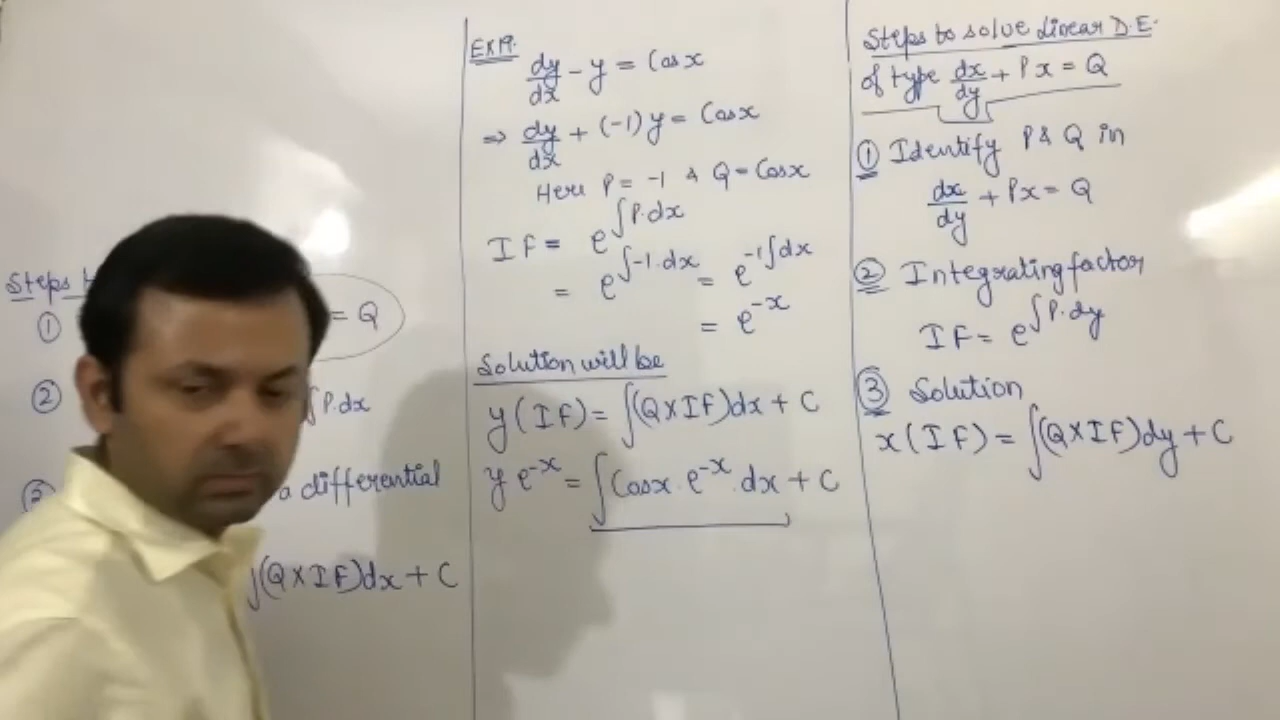 Steps t
①
= Q
②
∫P.dx
a differential
∫(Q×IF)dx + C
EX19.
dy/dx - y = Cos x
⇒ dy/dx + (-1) y = Cos x
Here P = -1 & Q = Cos x
IF = e^∫P.dx
= e^∫-1.dx = e^-1∫dx
= e^-x
Solution will be
y (IF) = ∫(Q×IF)dx + C
y e^-x = ∫Cos x . e^-x . dx + C
Steps to solve Linear D.E.
of type dx/dy + Px = Q
① Identify P & Q in
dx/dy + Px = Q
② Integrating factor
IF = e^∫P.dy
③ Solution
x (IF) = ∫(Q×IF)dy + C